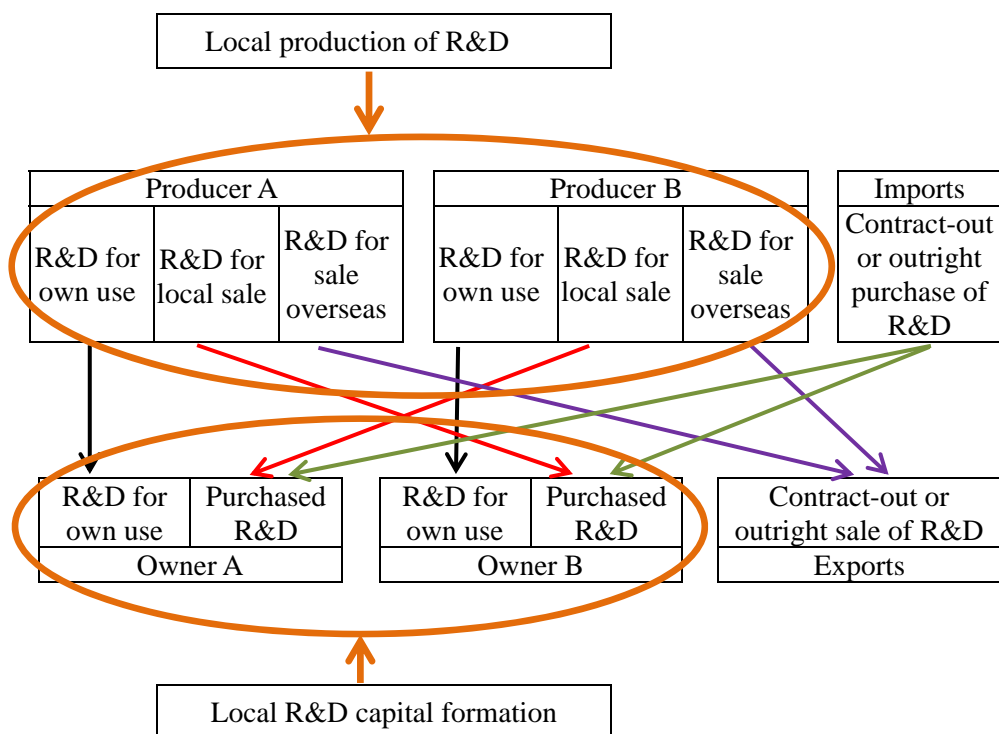 Local production of R&D
Producer A
Producer B
Imports
R&D for
own use
R&D for
local sale
R&D for
sale
overseas
R&D for
own use
R&D for
local sale
R&D for
sale
overseas
Contract-out
or outright
purchase of
R&D
R&D for
own use
Purchased
R&D
Owner A
R&D for
own use
Purchased
R&D
Owner B
Contract-out or
outright sale of R&D
Exports
Local R&D capital formation